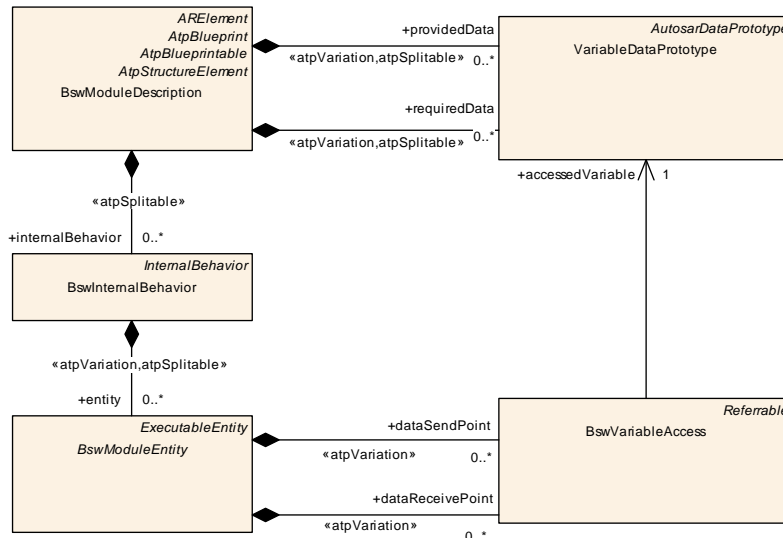 ARElement
AtpBlueprint
AtpBlueprintable
AtpStructureElement
BswModuleDescription
+providedData
«atpVariation,atpSplitable»
0..*
AutosarDataPrototype
VariableDataPrototype
+requiredData
«atpVariation,atpSplitable»
0..*
«atpSplitable»
+internalBehavior
0..*
+accessedVariable
1
InternalBehavior
BswInternalBehavior
«atpVariation,atpSplitable»
+entity
0..*
ExecutableEntity
BswModuleEntity
+dataSendPoint
«atpVariation»
0..*
Referrable
BswVariableAccess
+dataReceivePoint
«atpVariation»
0..*